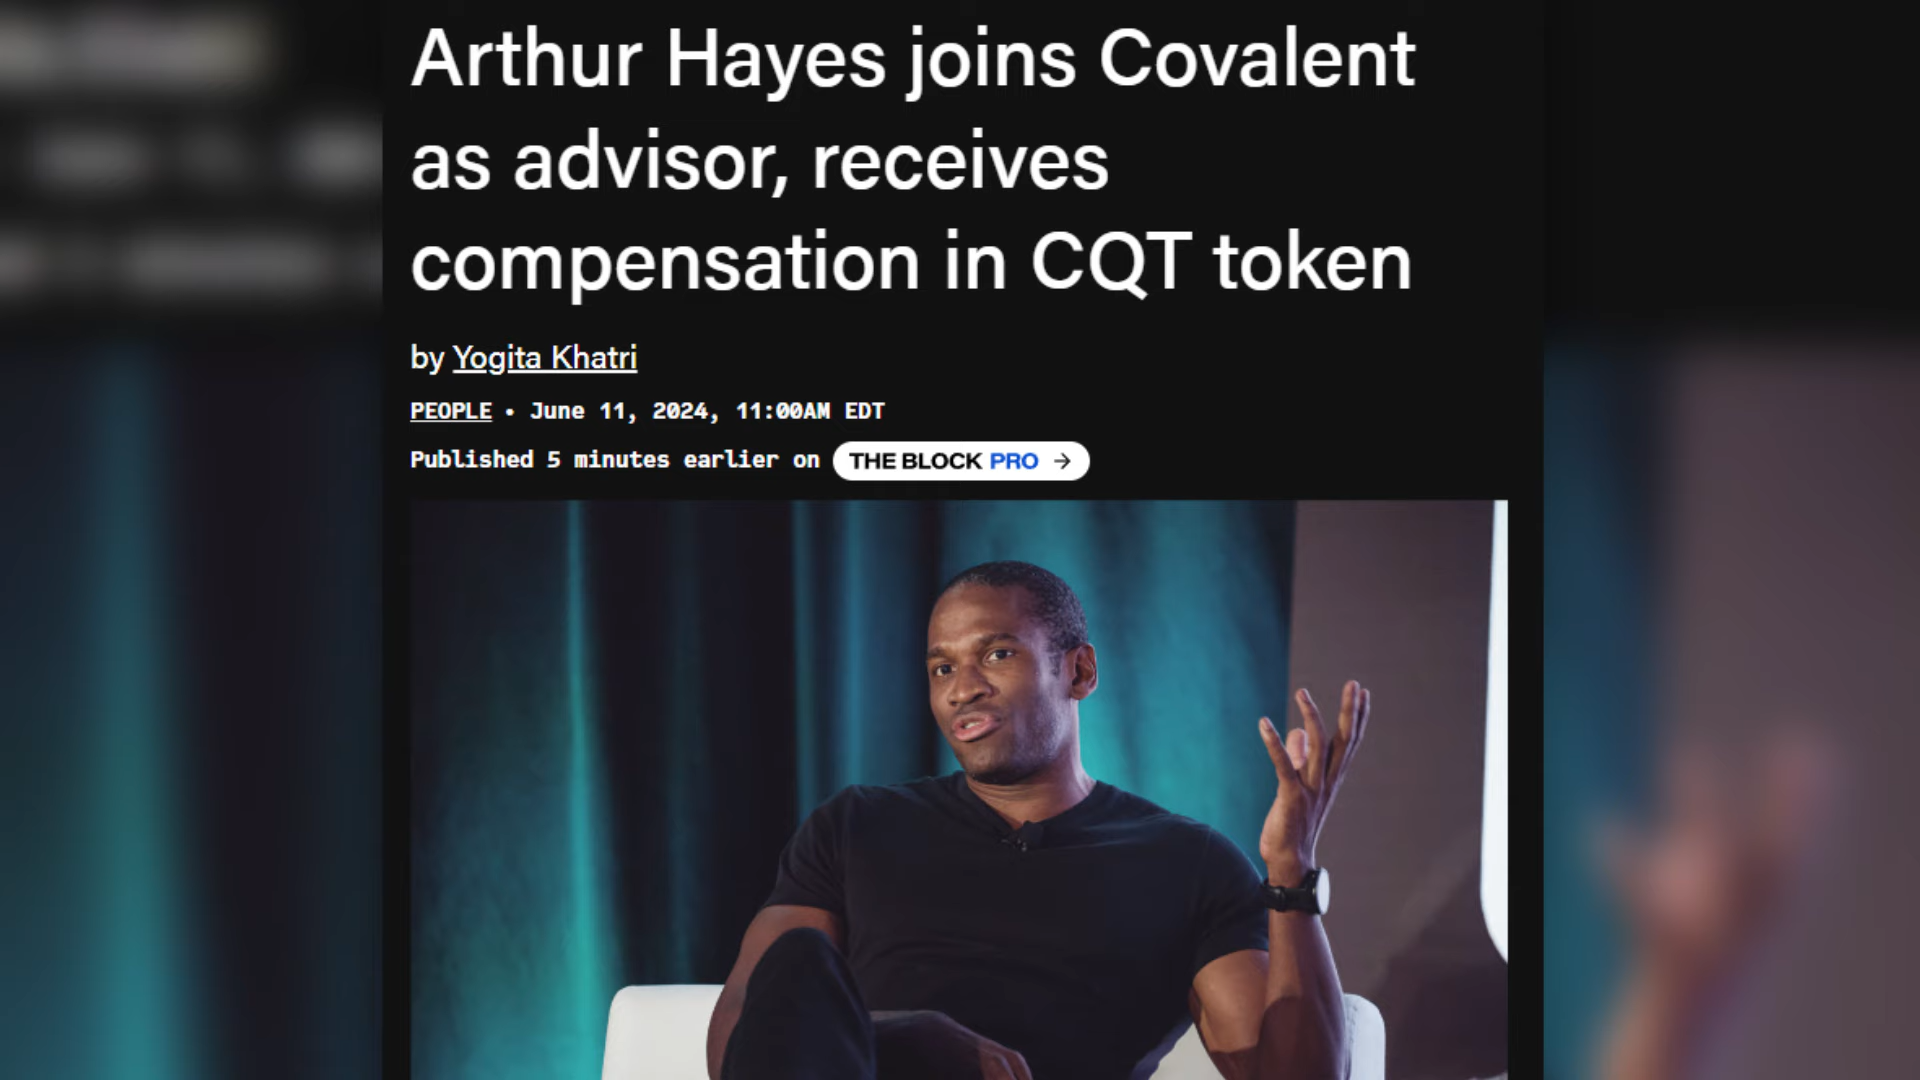 Arthur Hayes joins Covalent
as advisor, receives
compensation in CQT token
by Yogita Khatri
PEOPLE • June 11, 2024, 11:00AM EDT
Published 5 minutes earlier on THE BLOCK PRO →